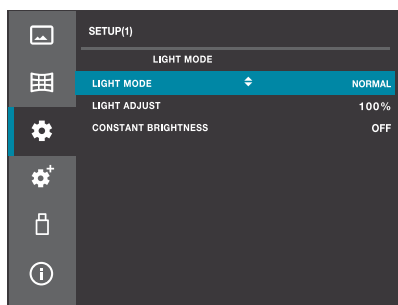 SETUP(1)
LIGHT MODE
LIGHT MODE NORMAL
LIGHT ADJUST 100%
CONSTANT BRIGHTNESS OFF